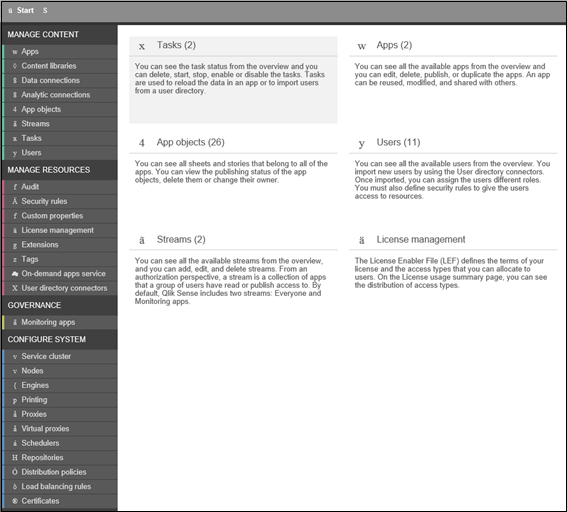 ü Start S
MANAGE CONTENT
w Apps
◊ Content libraries
$ Data connections
$ Analytic connections
4 App objects
ã Streams
x Tasks
y Users
MANAGE RESOURCES
f Audit
Å Security rules
f Custom properties
ä License management
g Extensions
z Tags
On-demand apps service
X User directory connectors
GOVERNANCE
ã Monitoring apps
CONFIGURE SYSTEM
v Service cluster
v Nodes
{ Engines
p Printing
å Proxies
å Virtual proxies
á Schedulers
H Repositories
Ó Distribution policies
Load balancing rules
® Certificates
x Tasks (2)
You can see the task status from the overview and you
can delete, start, stop, enable or disable the tasks. Tasks
are used to reload the data in an app or to import users
from a user directory.
w Apps (2)
You can see all the available apps from the overview and
you can edit, delete, publish, or duplicate the apps. An app
can be reused, modified, and shared with others.
4 App objects (26)
You can see all sheets and stories that belong to all of the
apps. You can view the publishing status of the app
objects, delete them or change their owner.
y Users (11)
You can see all the available users from the overview. You
import new users by using the User directory connectors.
Once imported, you can assign the users different roles.
You must also define security rules to give the users
access to resources.
ã Streams (2)
You can see all the available streams from the overview,
and you can add, edit, and delete streams. From an
authorization perspective, a stream is a collection of apps
that a group of users have read or publish access to. By
default, Qlik Sense includes two streams: Everyone and
Monitoring apps.
ä License management
The License Enabler File (LEF) defines the terms of your
license and the access types that you can allocate to
users. On the License usage summary page, you can see
the distribution of access types.